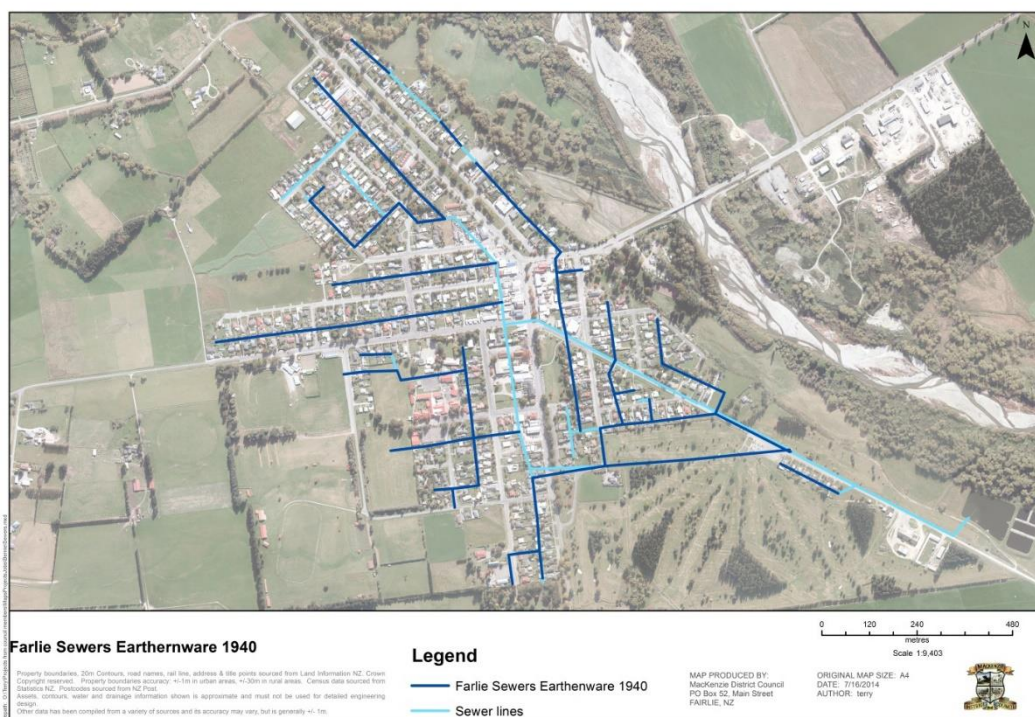 N
Farlie Sewers Earthernware 1940
Property boundaries, 20m Contours, road names, rail line, address & title points sourced from Land Information NZ. Crown
Copyright reserved. Property boundaries accuracy: +/-1m in urban areas, +/-30m in rural areas. Census data sourced from
Statistics NZ. Postcodes sourced from NZ Post.
Assets, contours, water and drainage information shown is approximate and must not be used for detailed engineering
design.
Other data has been compiled from a variety of sources and its accuracy may vary, but is generally +/- 1m.
Legend
Farlie Sewers Earthenware 1940
Sewer lines
0 120 240 480
metres
Scale 1:9,403
MAP PRODUCED BY:
MacKenzie District Council
PO Box 52, Main Street
FAIRLIE, NZ
ORIGINAL MAP SIZE: A4
DATE: 7/16/2014
AUTHOR: terry
MACKENZIE
DISTRICT COUNCIL